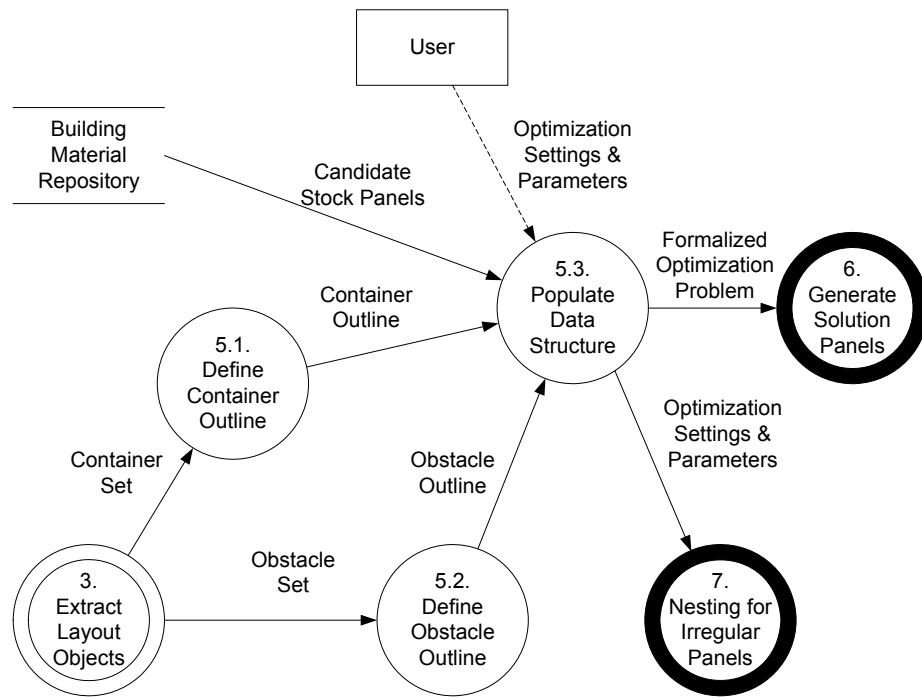 User
Building
Material
Repository
Optimization
Settings &
Parameters
Candidate
Stock Panels
5.3.
Populate
Data
Structure
Formalized
Optimization
Problem
6.
Generate
Solution
Panels
Container
Outline
5.1.
Define
Container
Outline
Optimization
Settings &
Parameters
Container
Set
Obstacle
Outline
Obstacle
Set
3.
Extract
Layout
Objects
5.2.
Define
Obstacle
Outline
7.
Nesting for
Irregular
Panels